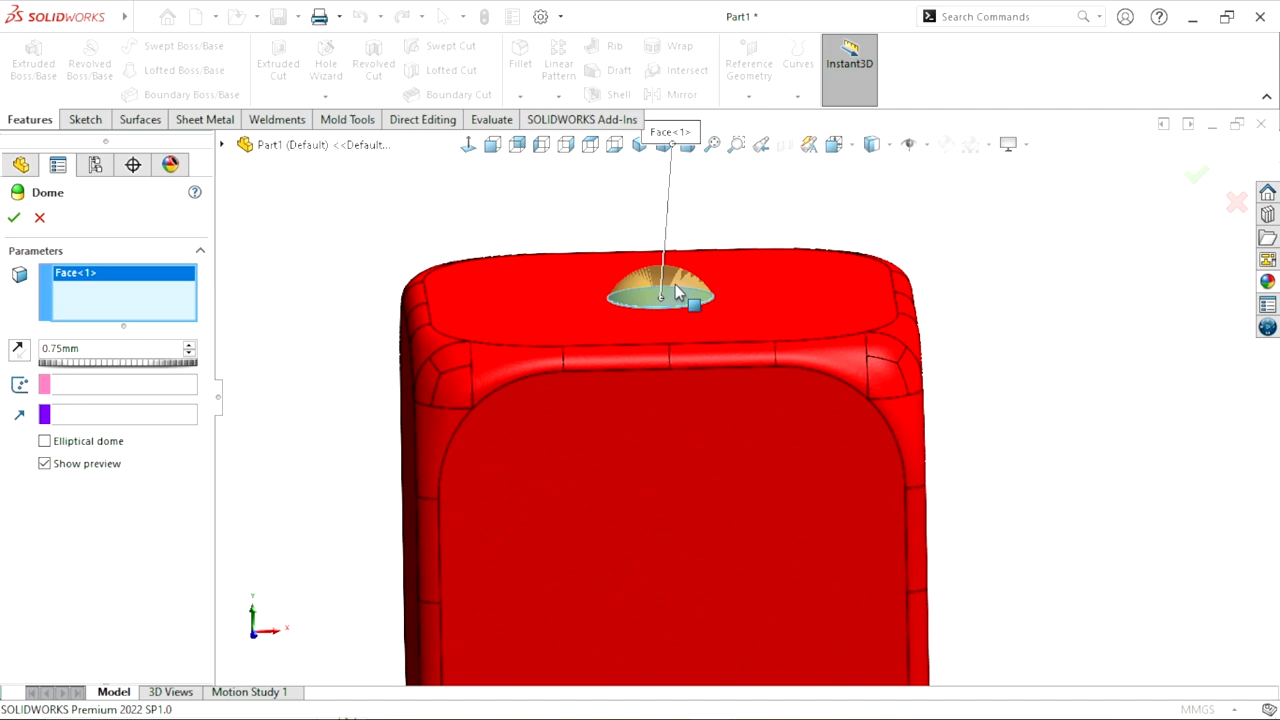 SOLIDWORKS
Part1 *
Search Commands
Extruded Boss/Base
Revolved Boss/Base
Swept Boss/Base
Lofted Boss/Base
Boundary Boss/Base
Extruded Cut
Hole Wizard
Revolved Cut
Swept Cut
Lofted Cut
Boundary Cut
Fillet
Linear Pattern
Rib
Draft
Shell
Wrap
Intersect
Mirror
Reference Geometry
Curves
Instant3D
Features
Sketch
Surfaces
Sheet Metal
Weldments
Mold Tools
Direct Editing
Evaluate
SOLIDWORKS Add-Ins
Face<1>
Part1 (Default) <<Default...
Dome
Parameters
Face<1>
0.75mm
Elliptical dome
Show preview
Y
X
Model
3D Views
Motion Study 1
SOLIDWORKS Premium 2022 SP1.0
MMGS